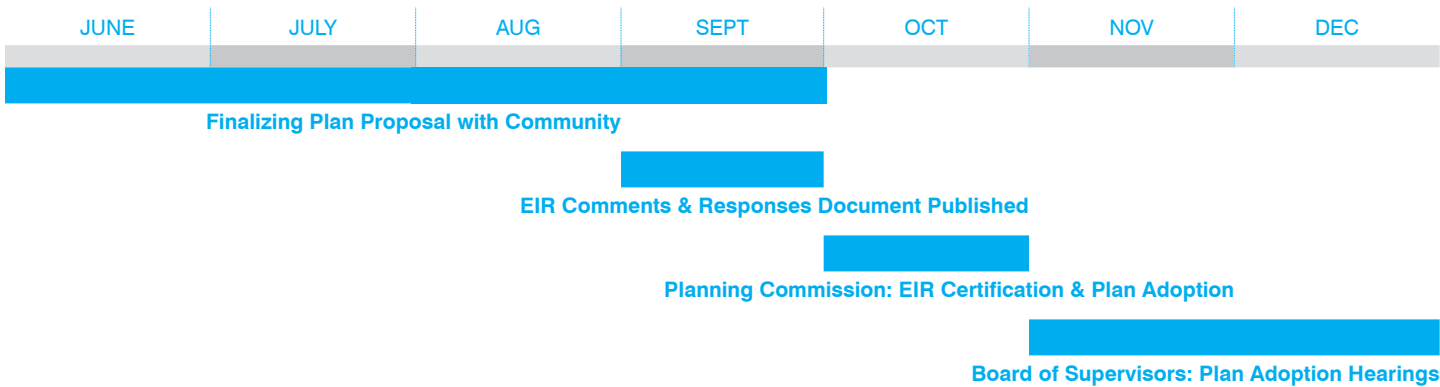 JUNE JULY AUG SEPT OCT NOV DEC
Finalizing Plan Proposal with Community
EIR Comments & Responses Document Published
Planning Commission: EIR Certification & Plan Adoption
Board of Supervisors: Plan Adoption Hearings